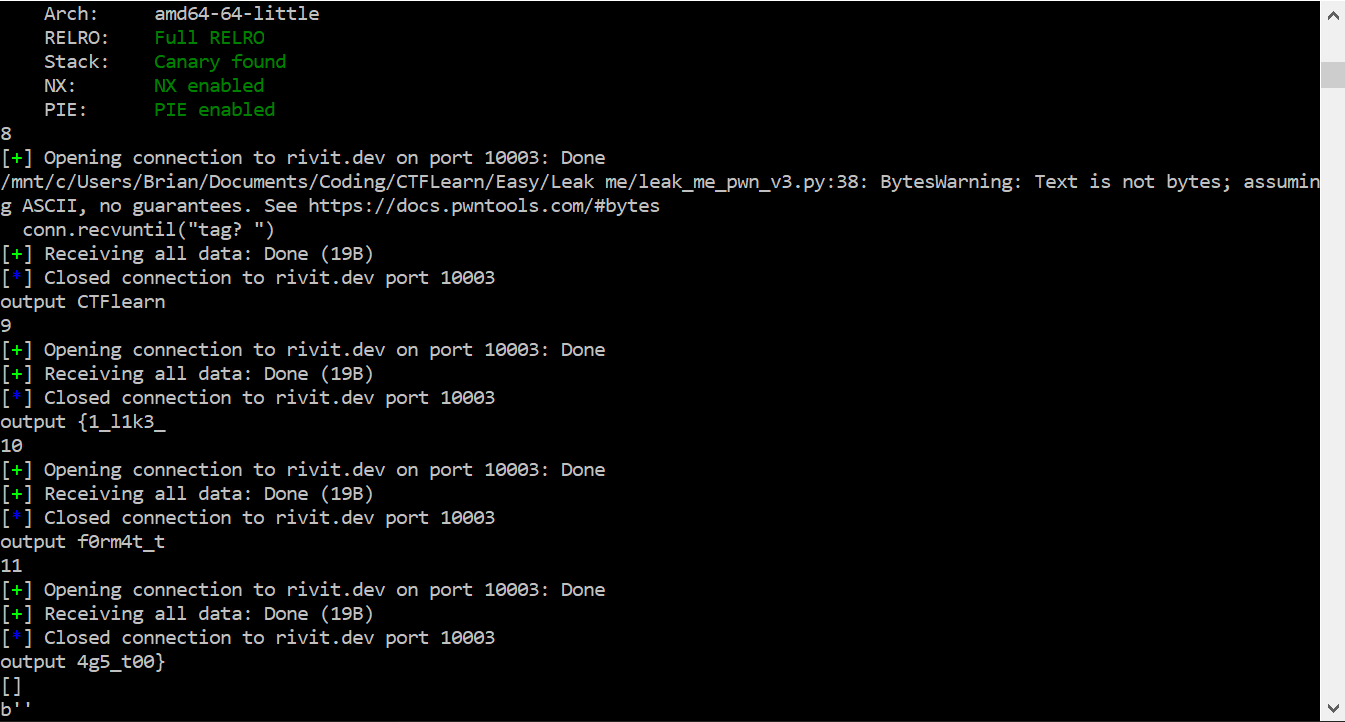 Arch:     amd64-64-little
RELRO:    Full RELRO
Stack:    Canary found
NX:       NX enabled
PIE:      PIE enabled
8
[+] Opening connection to rivit.dev on port 10003: Done
/mnt/c/Users/Brian/Documents/Coding/CTFLearn/Easy/Leak me/leak_me_pwn_v3.py:38: BytesWarning: Text is not bytes; assumin
g ASCII, no guarantees. See https://docs.pwntools.com/#bytes
  conn.recvuntil("tag? ")
[+] Receiving all data: Done (19B)
[*] Closed connection to rivit.dev port 10003
output CTFlearn
9
[+] Opening connection to rivit.dev on port 10003: Done
[+] Receiving all data: Done (19B)
[*] Closed connection to rivit.dev port 10003
output {1_l1k3_
10
[+] Opening connection to rivit.dev on port 10003: Done
[+] Receiving all data: Done (19B)
[*] Closed connection to rivit.dev port 10003
output f0rm4t_t
11
[+] Opening connection to rivit.dev on port 10003: Done
[+] Receiving all data: Done (19B)
[*] Closed connection to rivit.dev port 10003
output 4g5_t00}
[]
b''